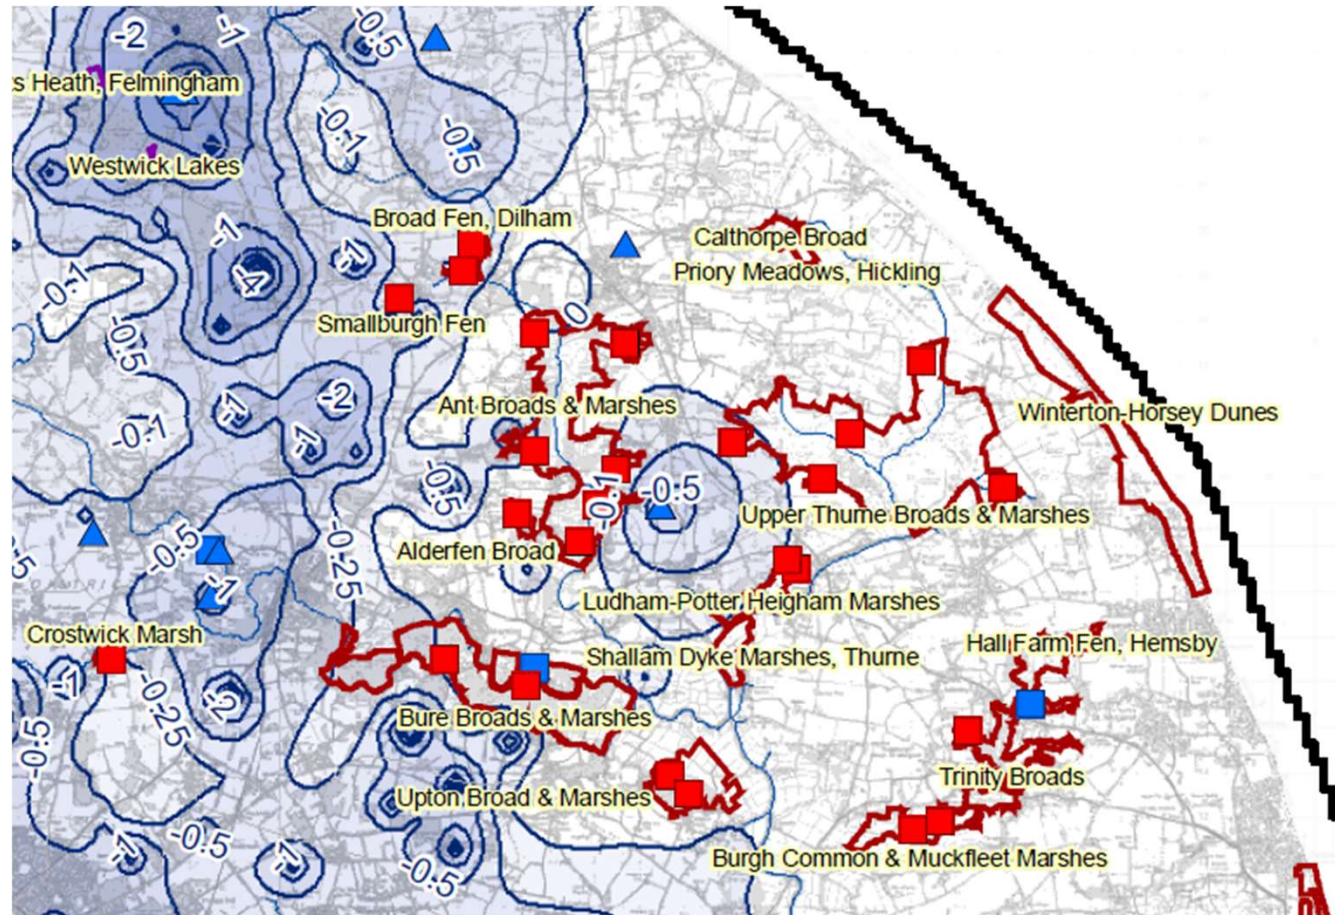 -2
-1
-0.5
s Heath, Felmingham
-0.1
-0.5
Westwick Lakes
Broad Fen, Dilham
Calthorpe Broad
-1
-1
-4
Priory Meadows, Hickling
-0.1
Smallburgh Fen
0
-0.5
-2
Ant Broads & Marshes
-1
Winterton-Horsey Dunes
-0.1
-1
-0.5
-0.5
-0.1
Upper Thurne Broads & Marshes
-0.5
-0.25
Alderfen Broad
-1
Ludham-Potter Heigham Marshes
Crostwick Marsh
Hall Farm Fen, Hemsby
Shallam Dyke Marshes, Thurne
-1
-0.25
-2
Bure Broads & Marshes
-0.5
Trinity Broads
Upton Broad & Marshes
-0.5
-1
-1
Burgh Common & Muckfleet Marshes
-0.5